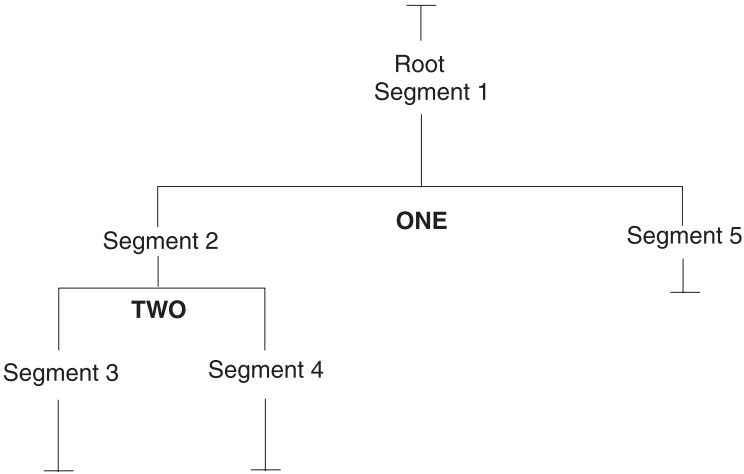 Root
Segment 1
ONE
Segment 2
Segment 5
TWO
Segment 3
Segment 4